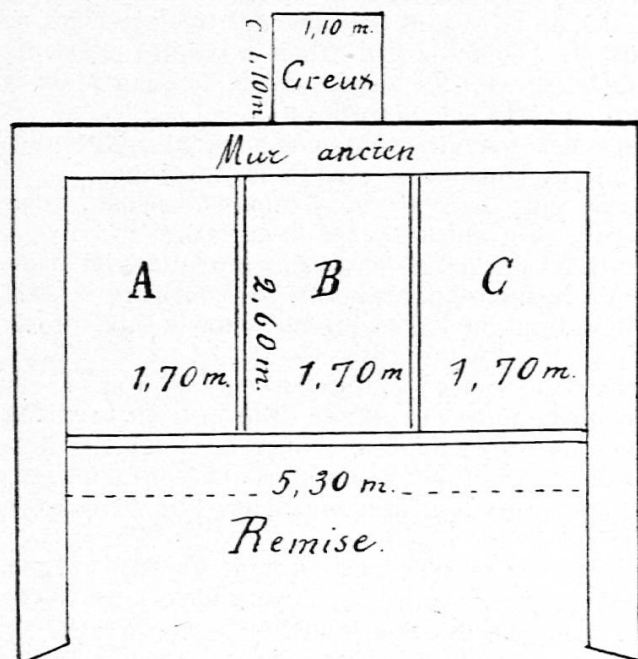 1,10 m.
C 1,10m
Creux
Mur ancien
A
B
C
2,60 m.
1,70 m.
1,70 m
1,70 m.
5,30 m.
Remise.